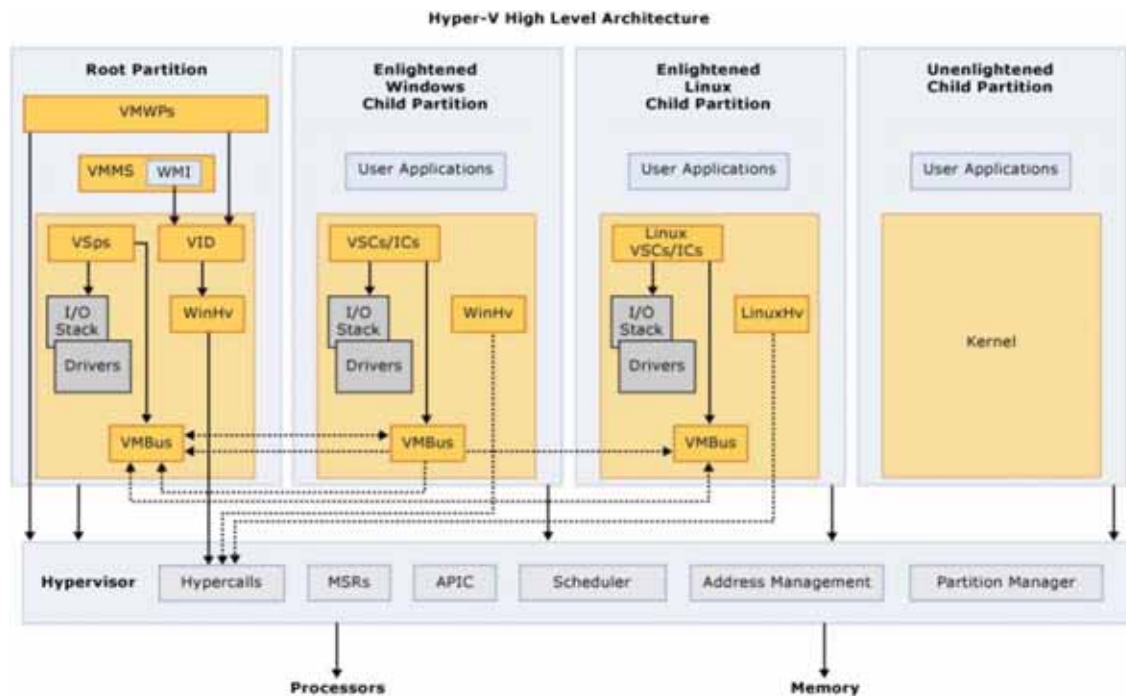 Hyper-V High Level Architecture
Root Partition
VMWPs
VMMS
WMI
VSps
VID
I/O
Stack
Drivers
WinHv
VMBus
Enlightened
Windows
Child Partition
User Applications
VSCs/ICs
I/O
Stack
Drivers
WinHv
VMBus
Enlightened
Linux
Child Partition
User Applications
Linux
VSCs/ICs
I/O
Stack
Drivers
LinuxHv
VMBus
Unenlightened
Child Partition
User Applications
Kernel
Hypervisor
Hypercalls
MSRs
APIC
Scheduler
Address Management
Partition Manager
Processors
Memory